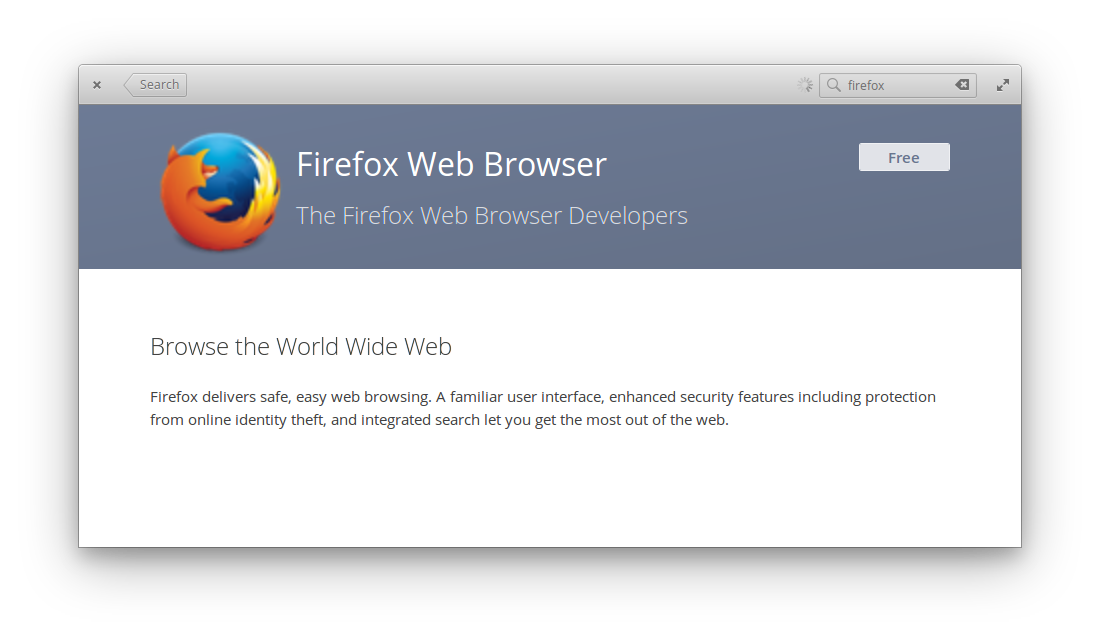 Search
firefox
Firefox Web Browser
Free
The Firefox Web Browser Developers
Browse the World Wide Web
Firefox delivers safe, easy web browsing. A familiar user interface, enhanced security features including protection
from online identity theft, and integrated search let you get the most out of the web.